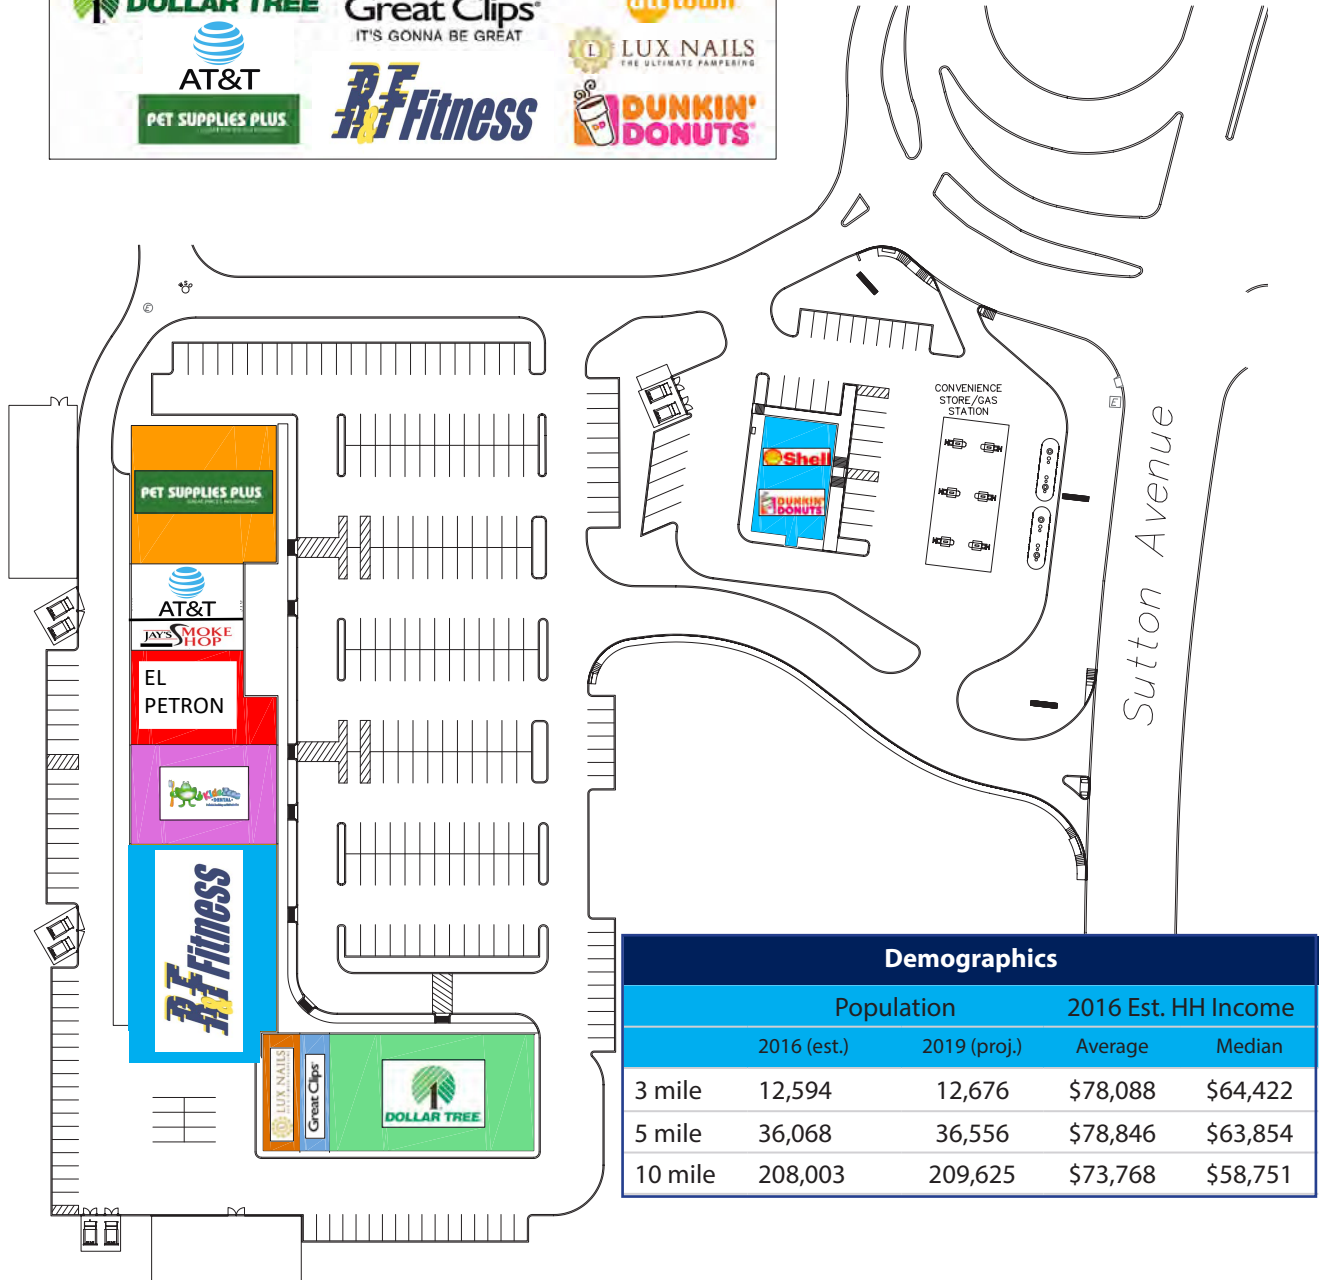 DOLLAR TREE
Great Clips
IT'S GONNA BE GREAT
alltown
AT&T
L
LUX NAILS
THE ULTIMATE PAMPERING
PET SUPPLIES PLUS
R&F Fitness
DUNKIN'
DONUTS
E
CONVENIENCE
STORE/GAS
STATION
E
Shell
DUNKIN'
DONUTS
Sutton Avenue
PET SUPPLIES PLUS
AT&T
JAY'S SMOKE
SHOP
EL
PETRON
DENTAL
R&F Fitness
LUX NAILS
Great Clips
DOLLAR TREE
Demographics
Population 2016 Est. HH Income
2016 (est.) 2019 (proj.) Average Median
3 mile 12,594 12,676 $78,088 $64,422
5 mile 36,068 36,556 $78,846 $63,854
10 mile 208,003 209,625 $73,768 $58,751